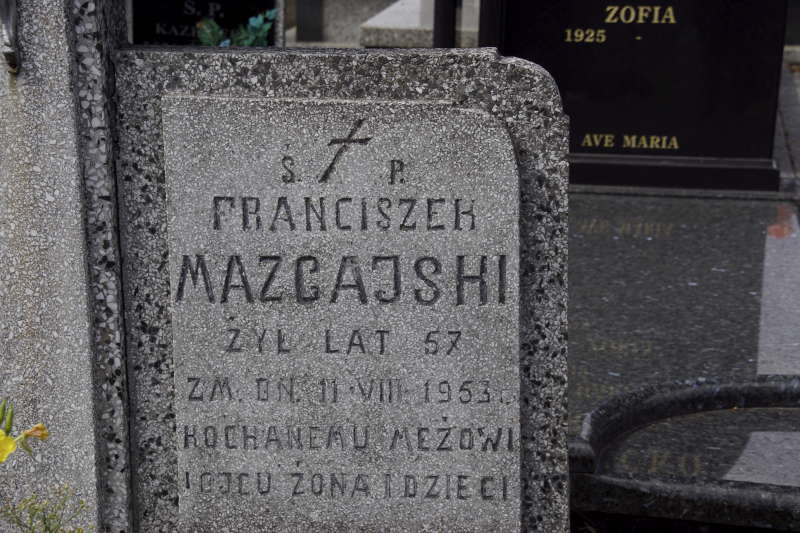 Ś. P.
FRANCISZEK
MAZGAJSKI
ŻYŁ LAT 57
ZM. DN. 11 VIII 1963 r.
KOCHANEMU MĘŻOWI
I OJCU ŻONA I DZIECI
Ś. P.
ZOFIA
1925 -
AVE MARIA